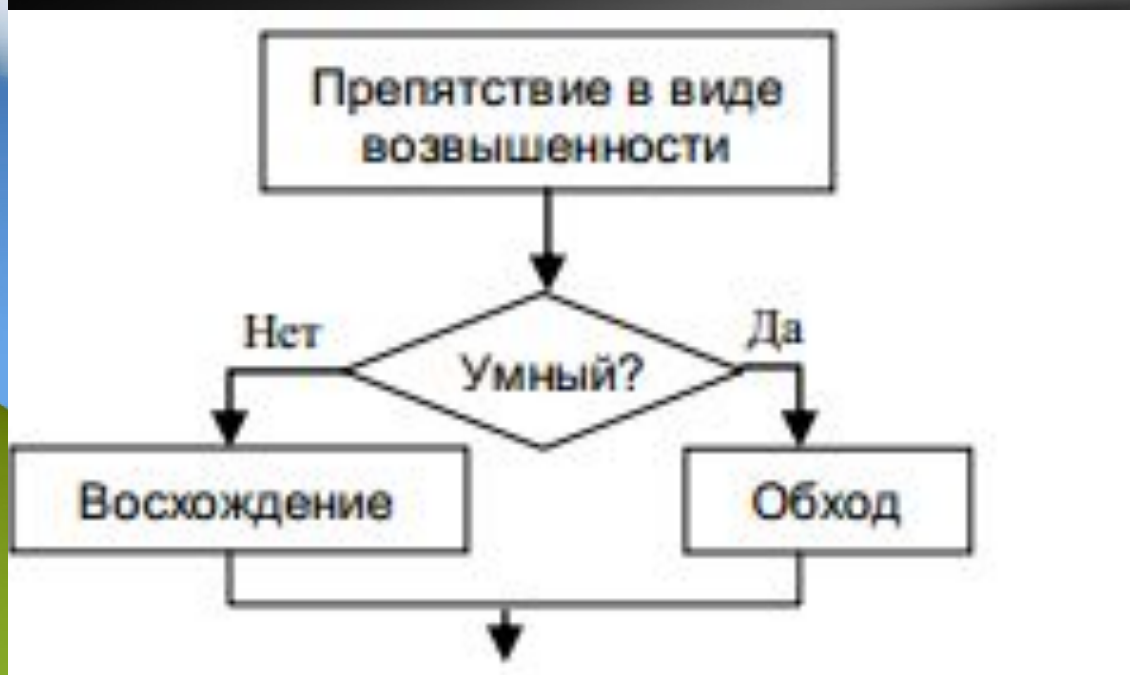 Препятствие в виде
возвышенности
Нет
Да
Умный?
Восхождение
Обход